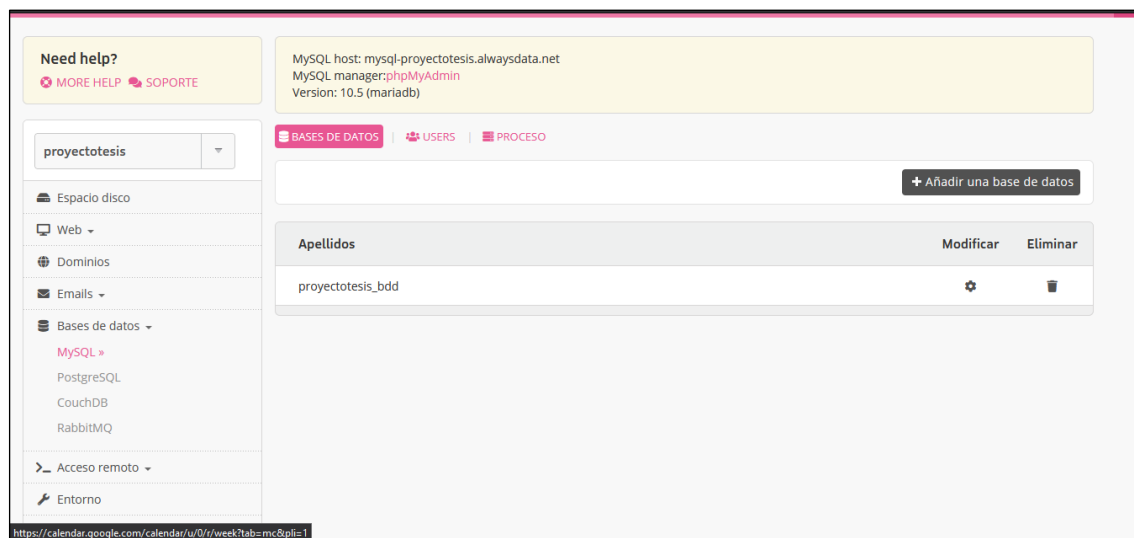 Need help?
MORE HELP SOPORTE
MySQL host: mysql-proyectotesis.alwaysdata.net
MySQL manager:phpMyAdmin
Version: 10.5 (mariadb)
proyectotesis
Espacio disco
Web
Dominios
Emails
Bases de datos
MySQL »
PostgreSQL
CouchDB
RabbitMQ
Acceso remoto
Entorno
BASES DE DATOS | USERS | PROCESO
+ Añadir una base de datos
Apellidos Modificar Eliminar
proyectotesis_bdd
https://calendar.google.com/calendar/u/0/r/week?tab=mc&pli=1